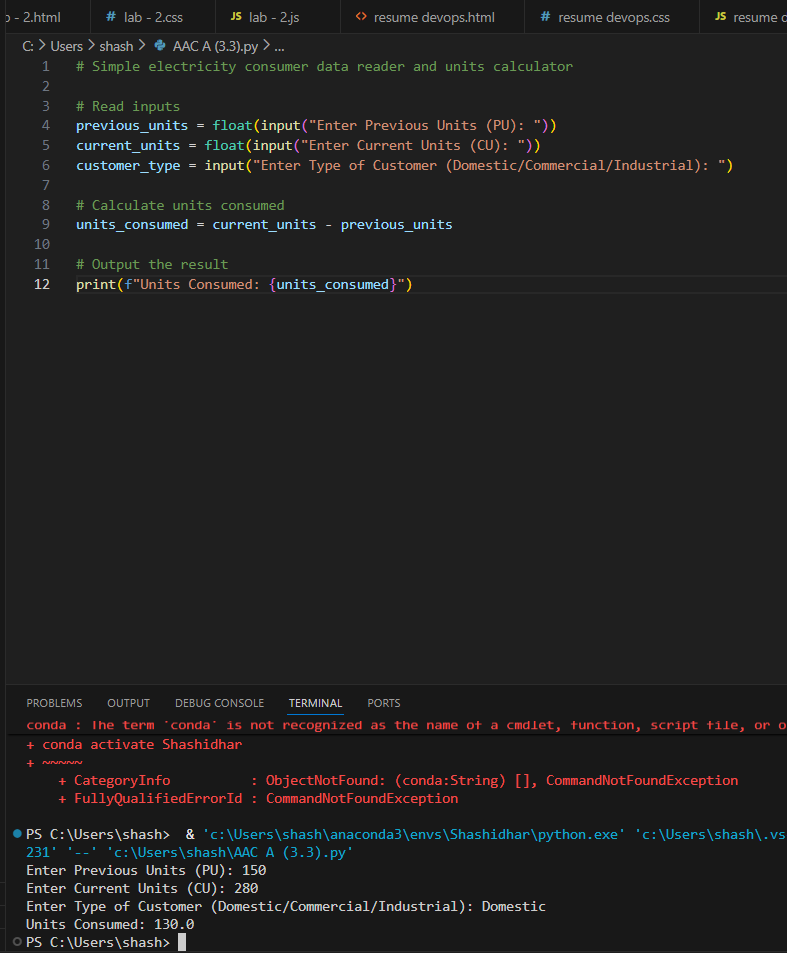 - 2.html # lab - 2.css JS lab - 2.js <> resume devops.html # resume devops.css JS resume
C: > Users > shash > AAC A (3.3).py > ...
1 # Simple electricity consumer data reader and units calculator
2
3 # Read inputs
4 previous_units = float(input("Enter Previous Units (PU): "))
5 current_units = float(input("Enter Current Units (CU): "))
6 customer_type = input("Enter Type of Customer (Domestic/Commercial/Industrial): ")
7
8 # Calculate units consumed
9 units_consumed = current_units - previous_units
10
11 # Output the result
12 print(f"Units Consumed: {units_consumed}")
PROBLEMS OUTPUT DEBUG CONSOLE TERMINAL PORTS
conda : The term 'conda' is not recognized as the name of a cmdlet, function, script file, or o
+ conda activate Shashidhar
+ ~~~~~
+ CategoryInfo : ObjectNotFound: (conda:String) [], CommandNotFoundException
+ FullyQualifiedErrorId : CommandNotFoundException
PS C:\Users\shash> & 'c:\Users\shash\anaconda3\envs\Shashidhar\python.exe' 'c:\Users\shash\.vs
231' '--' 'c:\Users\shash\AAC A (3.3).py'
Enter Previous Units (PU): 150
Enter Current Units (CU): 280
Enter Type of Customer (Domestic/Commercial/Industrial): Domestic
Units Consumed: 130.0
PS C:\Users\shash>